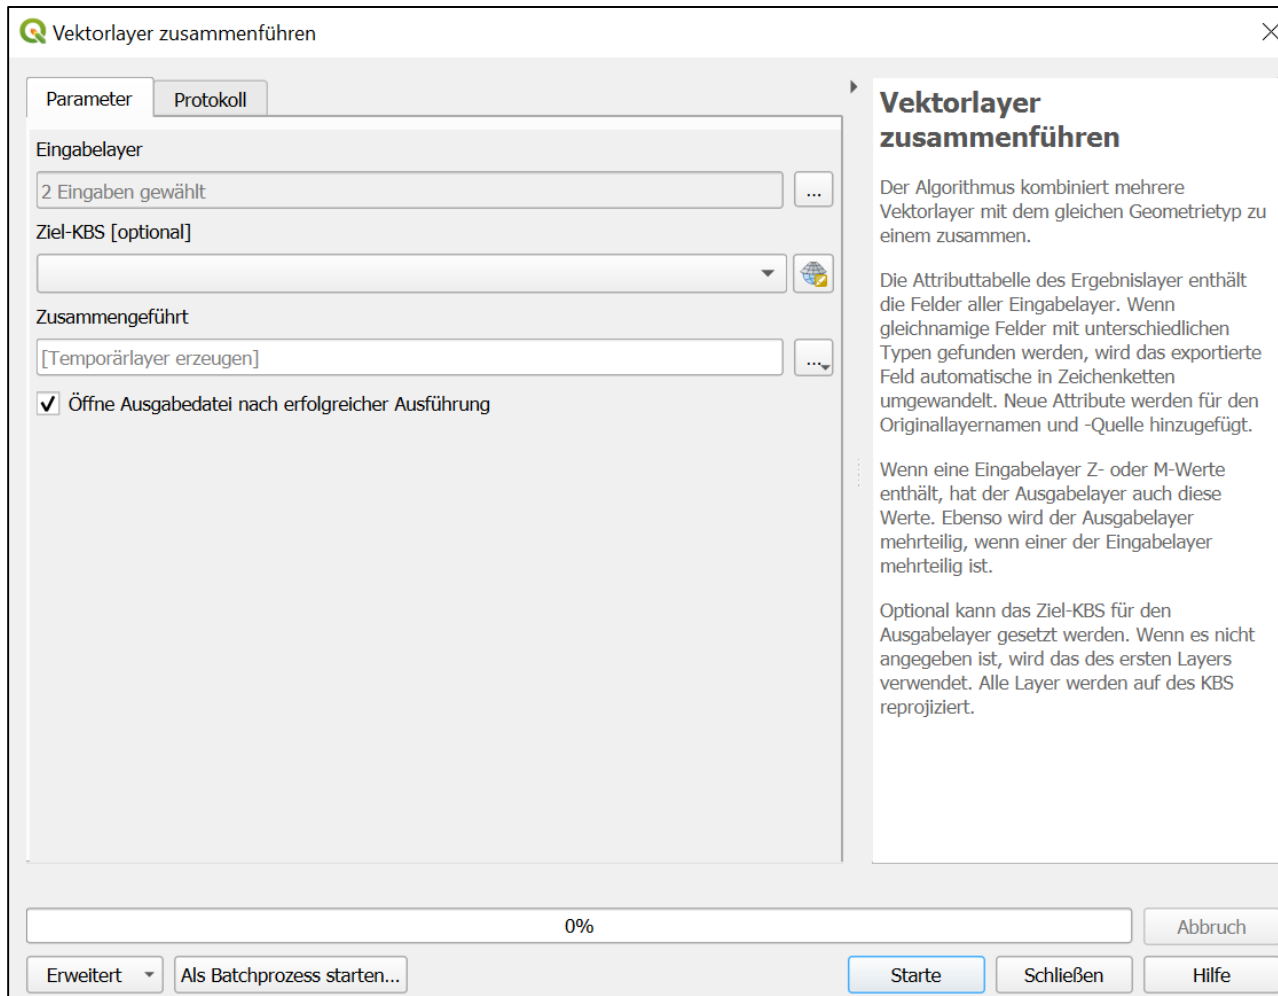 Vektorlayer zusammenführen
Parameter
Protokoll
Eingabelayer
2 Eingaben gewählt
...
Ziel-KBS [optional]
Zusammengeführt
[Temporärlayer erzeugen]
...
Öffne Ausgabedatei nach erfolgreicher Ausführung
Vektorlayer
zusammenführen
Der Algorithmus kombiniert mehrere
Vektorlayer mit dem gleichen Geometrietyp zu
einem zusammen.
Die Attributtabelle des Ergebnislayer enthält
die Felder aller Eingabelayer. Wenn
gleichnamige Felder mit unterschiedlichen
Typen gefunden werden, wird das exportierte
Feld automatische in Zeichenketten
umgewandelt. Neue Attribute werden für den
Originallayernamen und -Quelle hinzugefügt.
Wenn eine Eingabelayer Z- oder M-Werte
enthält, hat der Ausgabelayer auch diese
Werte. Ebenso wird der Ausgabelayer
mehrteilig, wenn einer der Eingabelayer
mehrteilig ist.
Optional kann das Ziel-KBS für den
Ausgabelayer gesetzt werden. Wenn es nicht
angegeben ist, wird das des ersten Layers
verwendet. Alle Layer werden auf des KBS
reprojiziert.
0%
Abbruch
Erweitert
Als Batchprozess starten...
Starte
Schließen
Hilfe